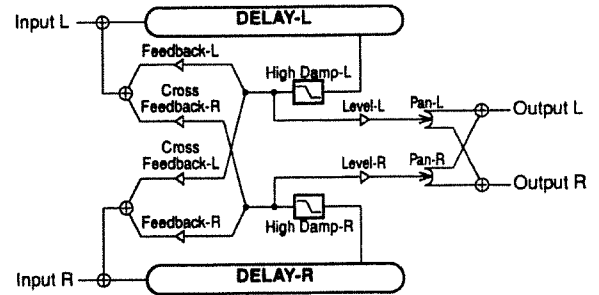 Input L
DELAY-L
Feedback-L
High Damp-L
Cross
Feedback-R
Level-L
Pan-L
Output L
Cross
Feedback-L
Level-R
Pan-R
Output R
Feedback-R
High Damp-R
Input R
DELAY-R